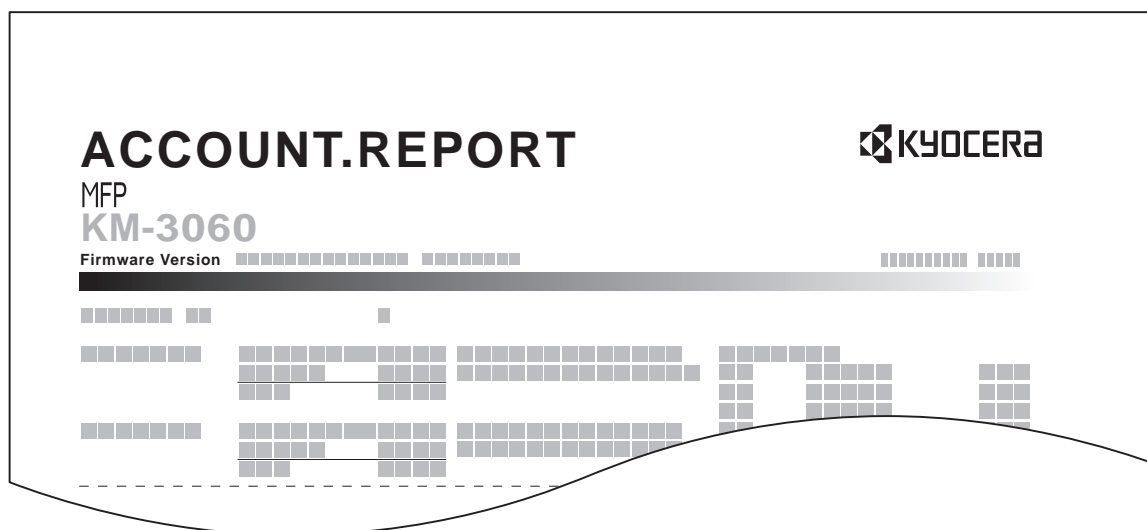 ACCOUNT.REPORT
KYOCERA
MFP
KM-3060
Firmware Version